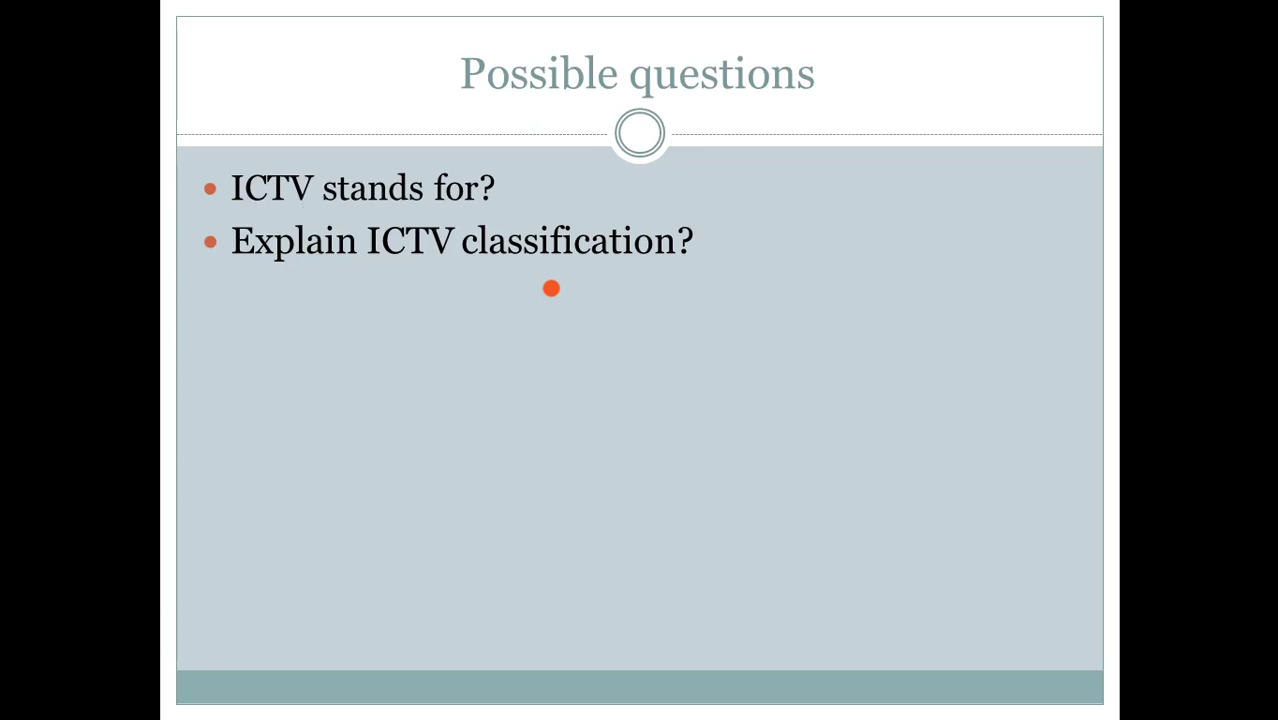 Possible questions
ICTV stands for?
Explain ICTV classification?